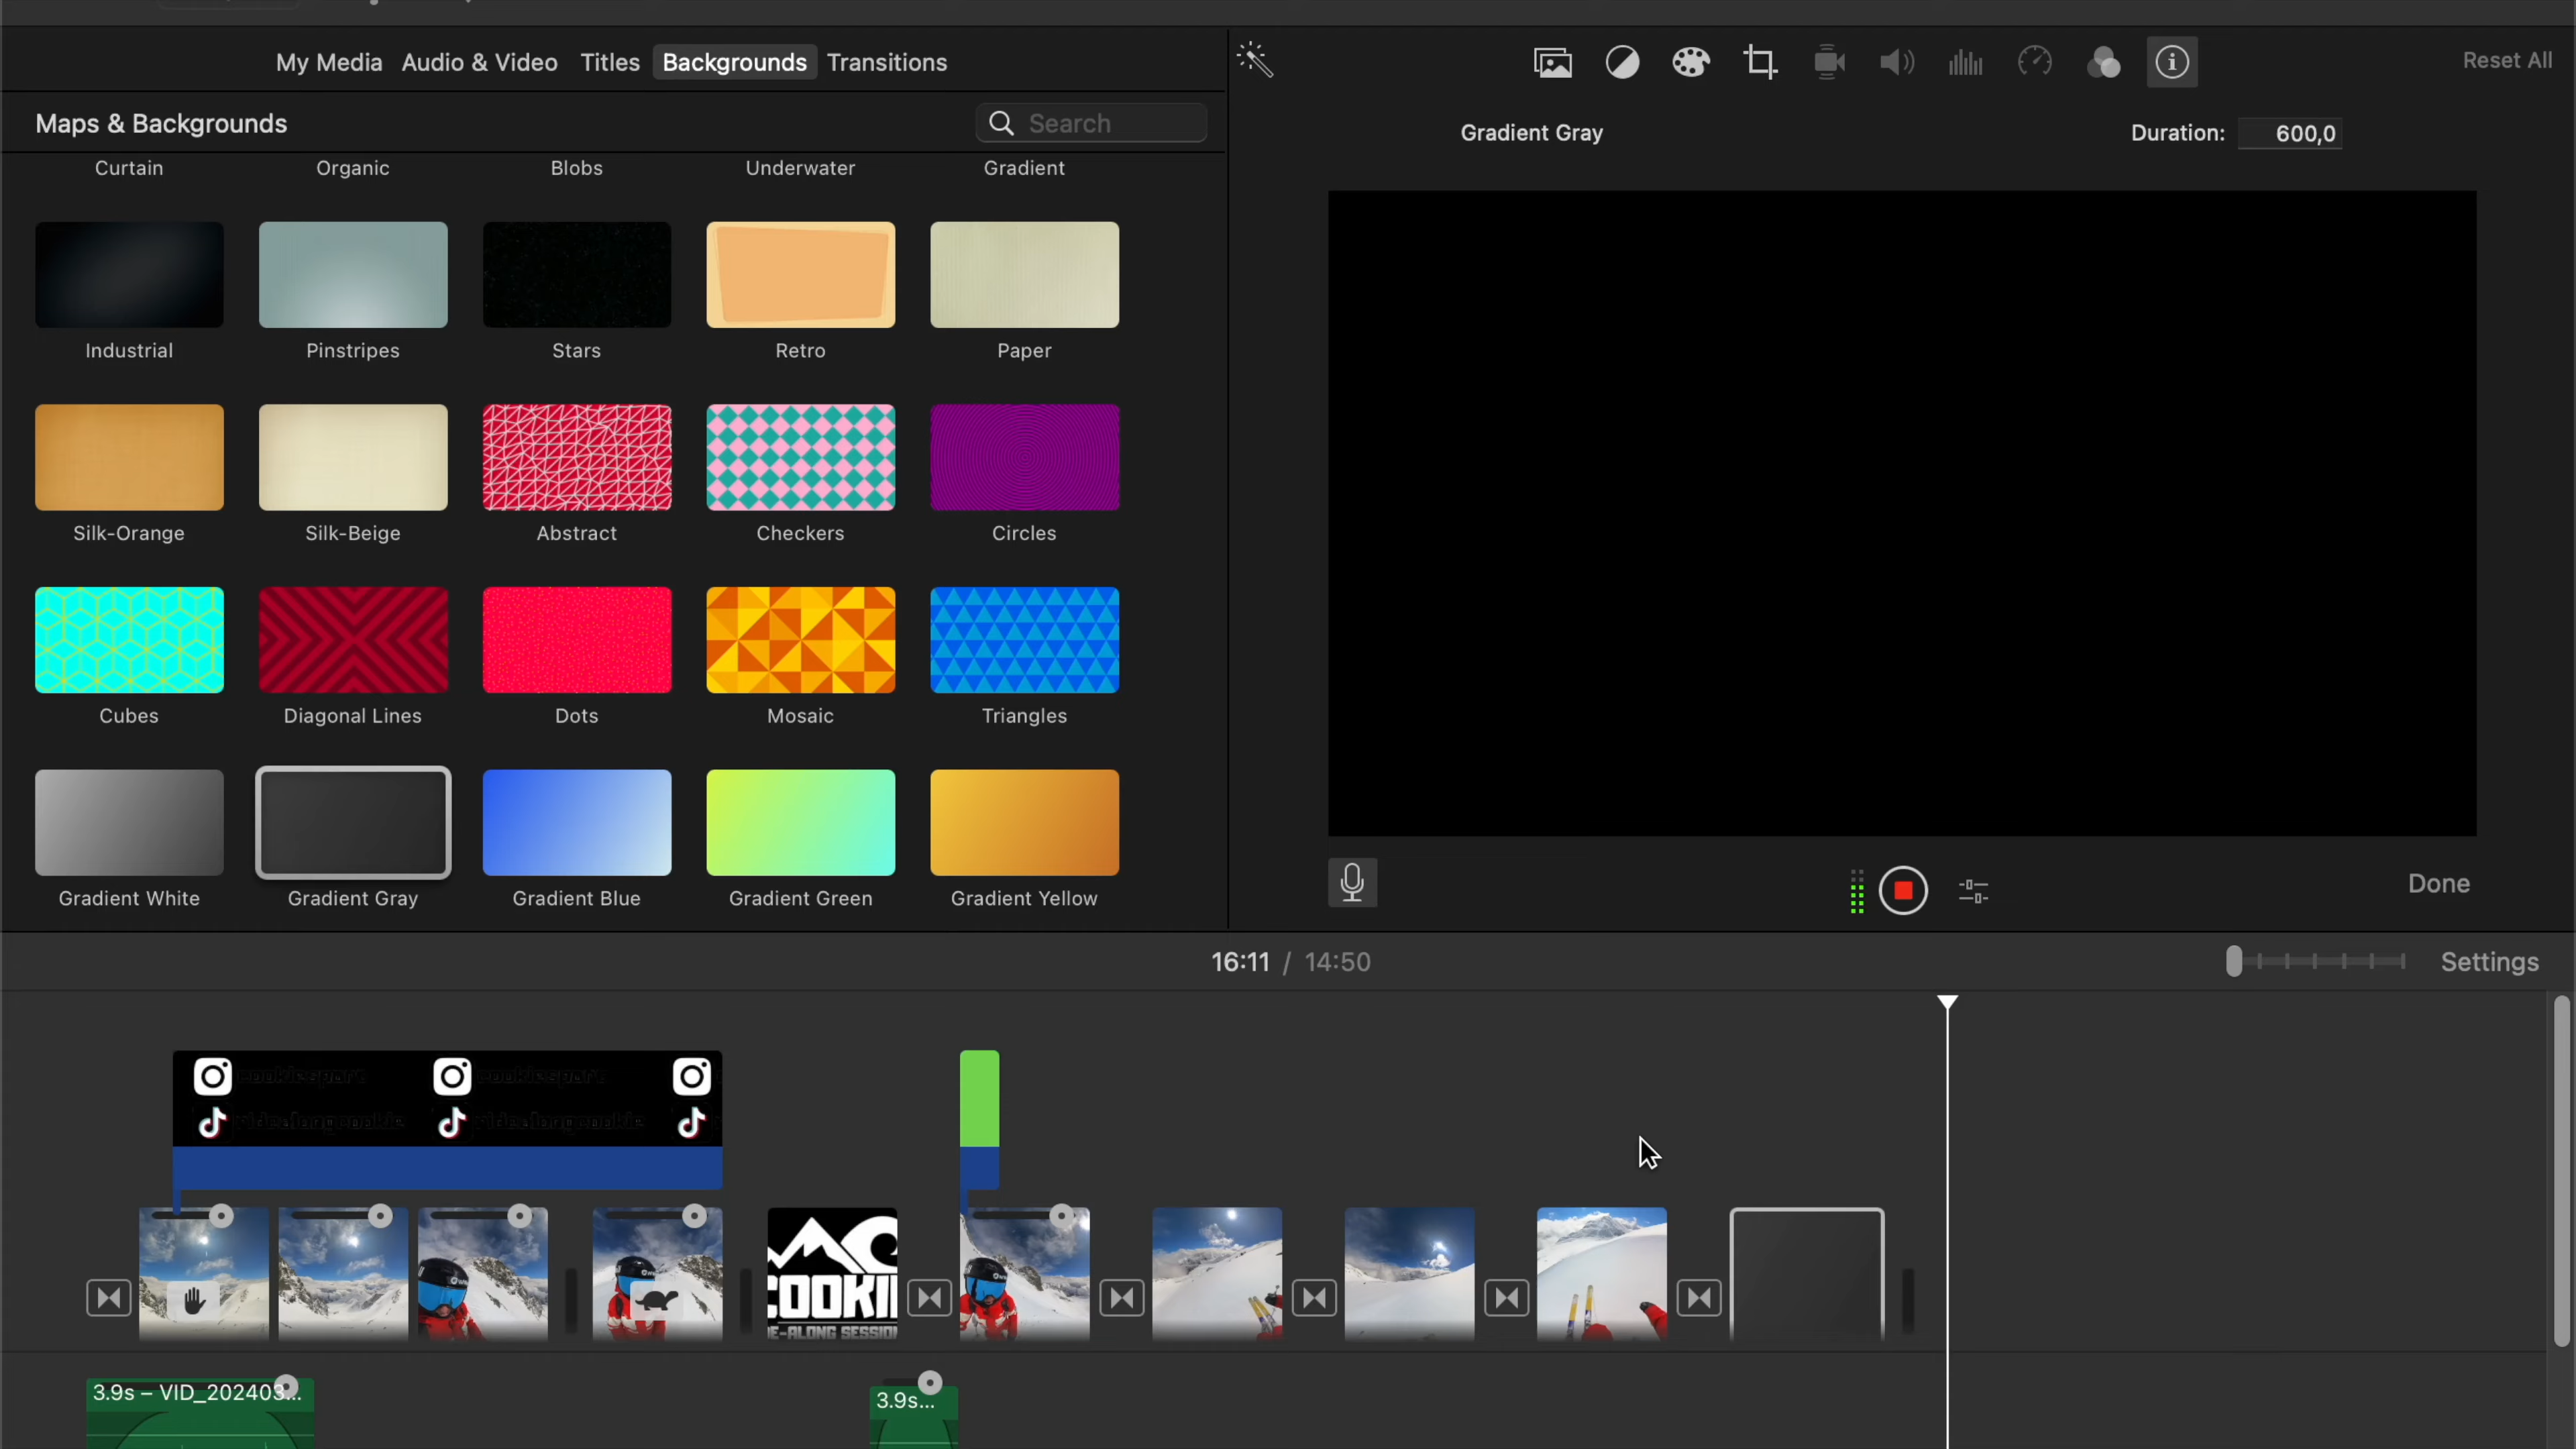 My Media Audio & Video Titles Backgrounds Transitions
Reset All
Maps & Backgrounds
Search
Gradient Gray
Duration: 600,0
Curtain Organic Blobs Underwater Gradient
Industrial Pinstripes Stars Retro Paper
Silk-Orange Silk-Beige Abstract Checkers Circles
Cubes Diagonal Lines Dots Mosaic Triangles
Gradient White Gradient Gray Gradient Blue Gradient Green Gradient Yellow
Done
16:11 / 14:50
Settings
COOKI
E-ALONG SESSION
3.9s – VID_202403...
3.9s...